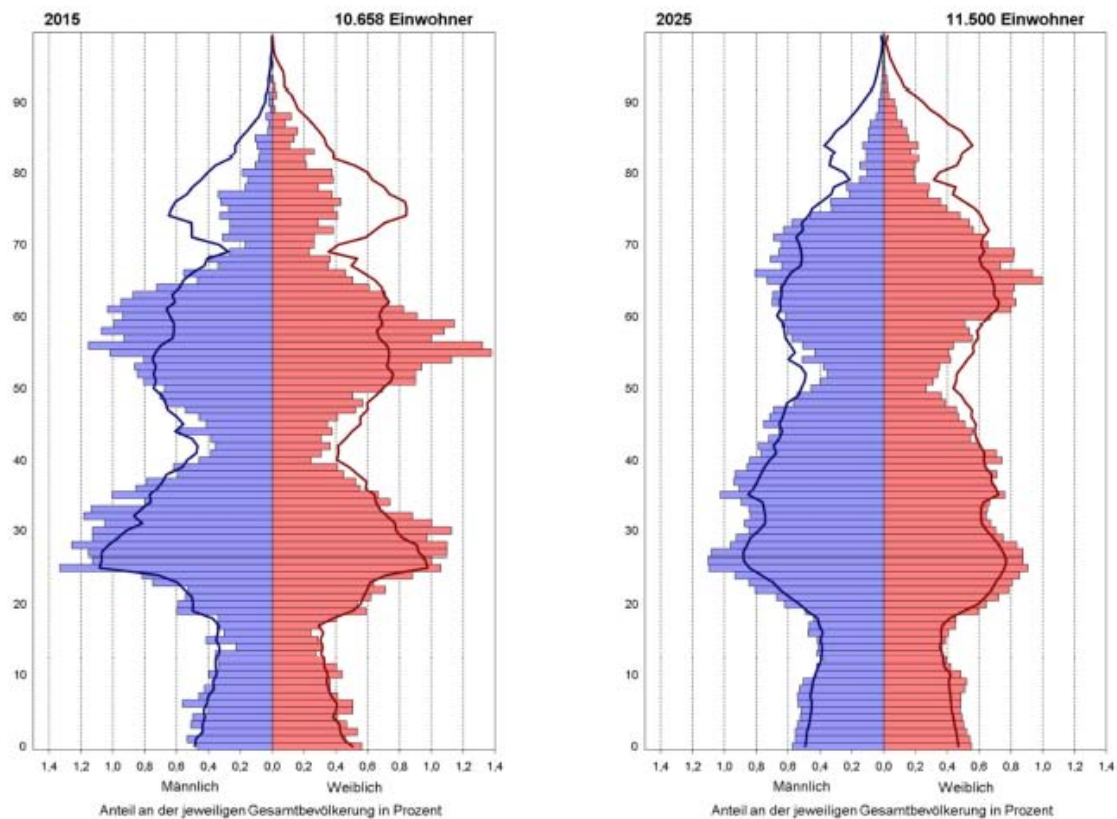 2015 10.658 Einwohner
90
80
70
60
50
40
30
20
10
0
1,4 1,2 1,0 0,8 0,6 0,4 0,2 0,0 0,2 0,4 0,6 0,8 1,0 1,2 1,4
Männlich Weiblich
Anteil an der jeweiligen Gesamtbevölkerung in Prozent
2025 11.500 Einwohner
90
80
70
60
50
40
30
20
10
0
1,4 1,2 1,0 0,8 0,6 0,4 0,2 0,0 0,2 0,4 0,6 0,8 1,0 1,2 1,4
Männlich Weiblich
Anteil an der jeweiligen Gesamtbevölkerung in Prozent